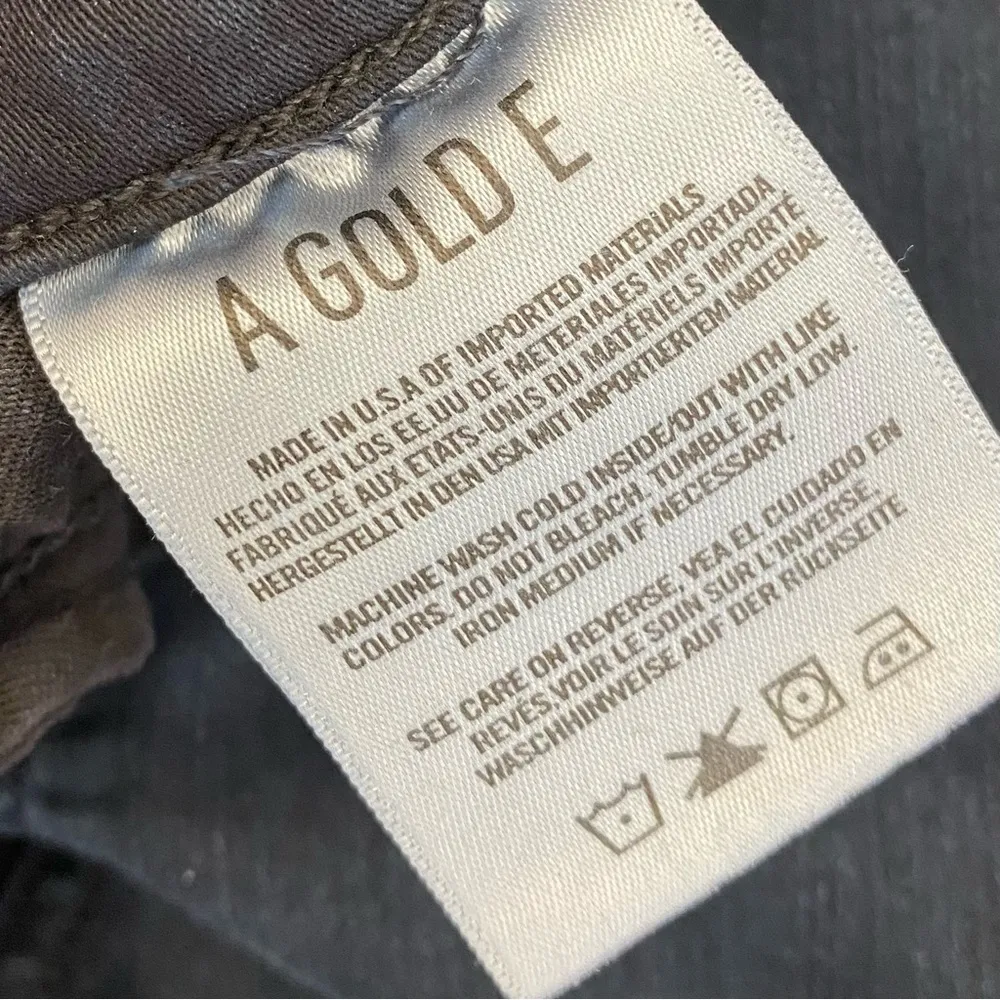 A GOLD E
MADE IN U.S.A OF IMPORTED MATERIALS
HECHO EN LOS EE.UU DE METERIALES IMPORTADA
FABRIQUÉ AUX ETATS-UNIS DU MATÉRIELS IMPORTÉ
HERGESTELLT IN DEN USA MIT IMPORTIERTEM MATERIAL
MACHINE WASH COLD INSIDE/OUT WITH LIKE
COLORS. DO NOT BLEACH. TUMBLE DRY LOW.
IRON MEDIUM IF NECESSARY.
SEE CARE ON REVERSE. VEA EL CUIDADO EN
REVÉS. VOIR LE SOIN SUR L'INVERSE.
WASCHHINWEISE AUF DER RÜCKSEITE